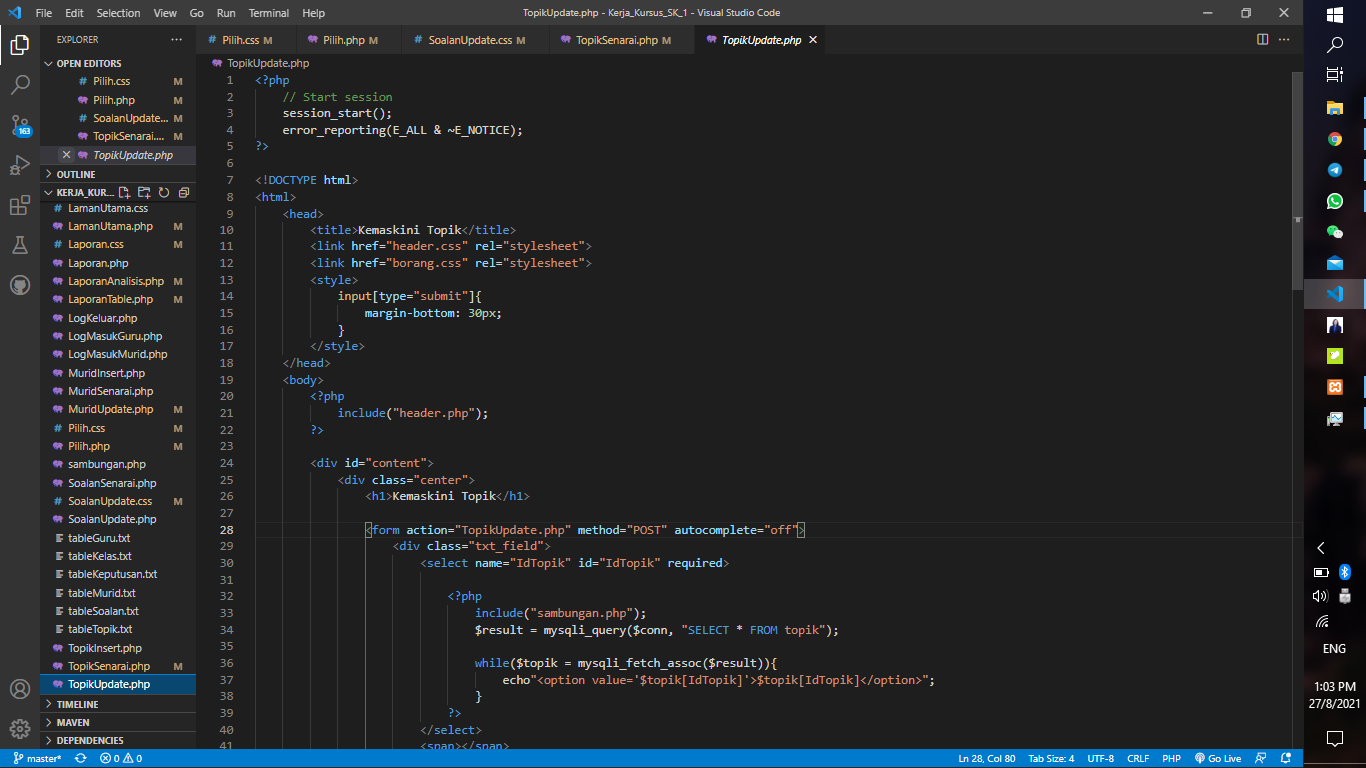 File Edit Selection View Go Run Terminal Help
TopikUpdate.php - Kerja_Kursus_SK_1 - Visual Studio Code
EXPLORER
OPEN EDITORS
Pilih.css M
Pilih.php M
SoalanUpdate... M
TopikSenarai.... M
TopikUpdate.php
OUTLINE
KERJA_KUR...
LamanUtama.css
LamanUtama.php M
Laporan.css M
Laporan.php
LaporanAnalisis.php M
LaporanTable.php M
LogKeluar.php
LogMasukGuru.php
LogMasukMurid.php
MuridInsert.php
MuridSenarai.php
MuridUpdate.php M
Pilih.css M
Pilih.php M
sambungan.php
SoalanSenarai.php
SoalanUpdate.css M
SoalanUpdate.php
tableGuru.txt
tableKelas.txt
tableKeputusan.txt
tableMurid.txt
tableSoalan.txt
tableTopik.txt
TopikInsert.php
TopikSenarai.php M
TopikUpdate.php
TIMELINE
MAVEN
DEPENDENCIES
163
Pilih.css M Pilih.php M SoalanUpdate.css M TopikSenarai.php M TopikUpdate.php
TopikUpdate.php
1 <?php
2 // Start session
3 session_start();
4 error_reporting(E_ALL & ~E_NOTICE);
5 ?>
6
7 <!DOCTYPE html>
8 <html>
9 <head>
10 <title>Kemaskini Topik</title>
11 <link href="header.css" rel="stylesheet">
12 <link href="borang.css" rel="stylesheet">
13 <style>
14 input[type="submit"]{
15 margin-bottom: 30px;
16 }
17 </style>
18 </head>
19 <body>
20 <?php
21 include("header.php");
22 ?>
23
24 <div id="content">
25 <div class="center">
26 <h1>Kemaskini Topik</h1>
27
28 <form action="TopikUpdate.php" method="POST" autocomplete="off">
29 <div class="txt_field">
30 <select name="IdTopik" id="IdTopik" required>
31
32 <?php
33 include("sambungan.php");
34 $result = mysqli_query($conn, "SELECT * FROM topik");
35
36 while($topik = mysqli_fetch_assoc($result)){
37 echo"<option value='$topik[IdTopik]'>$topik[IdTopik]</option>";
38 }
39 ?>
40 </select>
41 <span></span>
master* 0 0
Ln 28, Col 80 Tab Size: 4 UTF-8 CRLF PHP Go Live
ENG
1:03 PM
27/8/2021